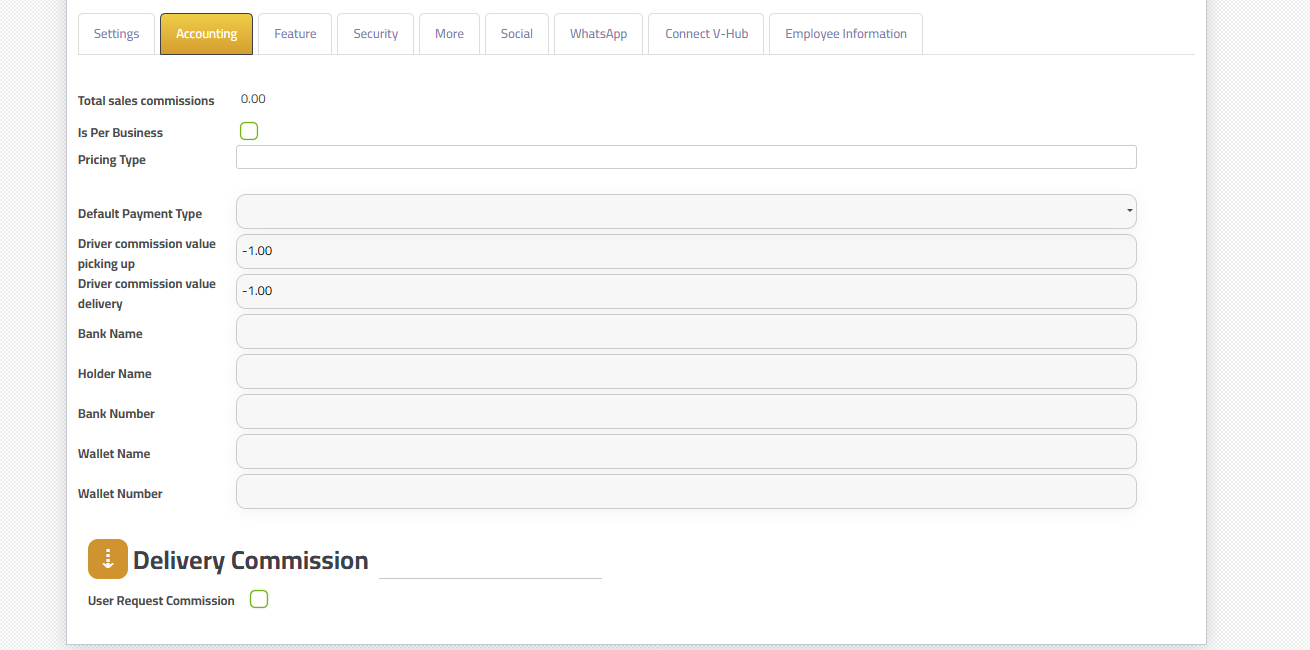 Settings
Accounting
Feature
Security
More
Social
WhatsApp
Connect V-Hub
Employee Information
Total sales commissions 0.00
Is Per Business
Pricing Type
Default Payment Type
Driver commission value
picking up
-1.00
Driver commission value
delivery
-1.00
Bank Name
Holder Name
Bank Number
Wallet Name
Wallet Number
Delivery Commission
User Request Commission